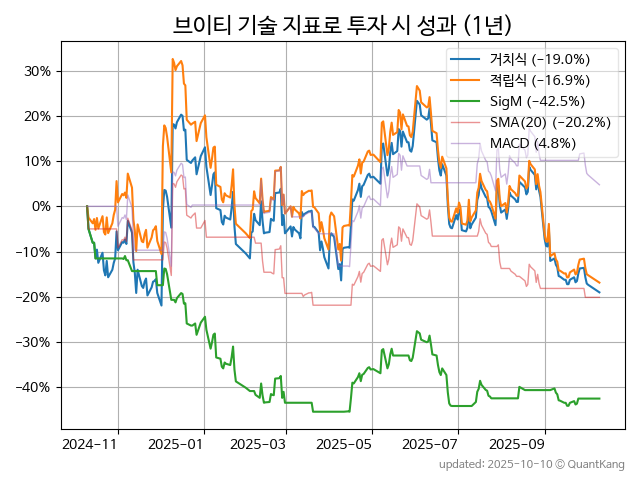 브이티 기술 지표로 투자 시 성과 (1년)
거치식 (−19.0%)
적립식 (−16.9%)
SigM (−42.5%)
SMA(20) (−20.2%)
MACD (4.8%)
30%
20%
10%
0%
−10%
−20%
−30%
−40%
2024−11 2025−01 2025−03 2025−05 2025−07 2025−09
updated: 2025-10-10 © QuantKang